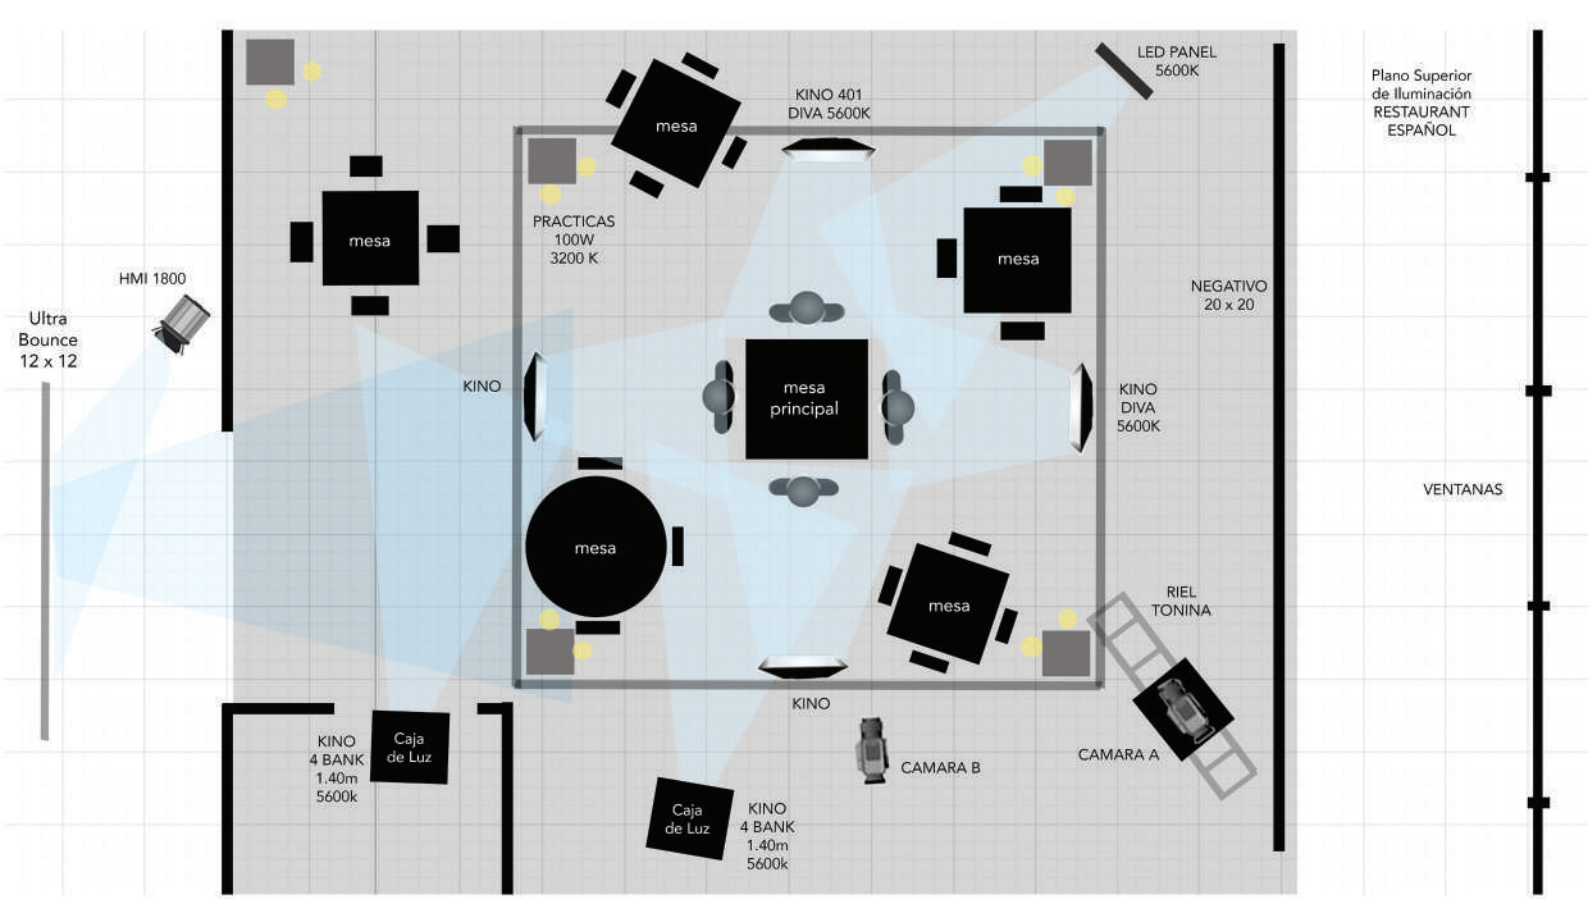 LED PANEL
5600K
Plano Superior
de Iluminación
RESTAURANT
ESPAÑOL
KINO 401
DIVA 5600K
mesa
mesa
PRACTICAS
100W
3200 K
mesa
HMI 1800
NEGATIVO
20 x 20
Ultra
Bounce
12 x 12
KINO
mesa
principal
KINO
DIVA
5600K
VENTANAS
mesa
mesa
RIEL
TONINA
KINO
KINO
4 BANK
1.40m
5600k
Caja
de Luz
CAMARA B
CAMARA A
Caja
de Luz
KINO
4 BANK
1.40m
5600k